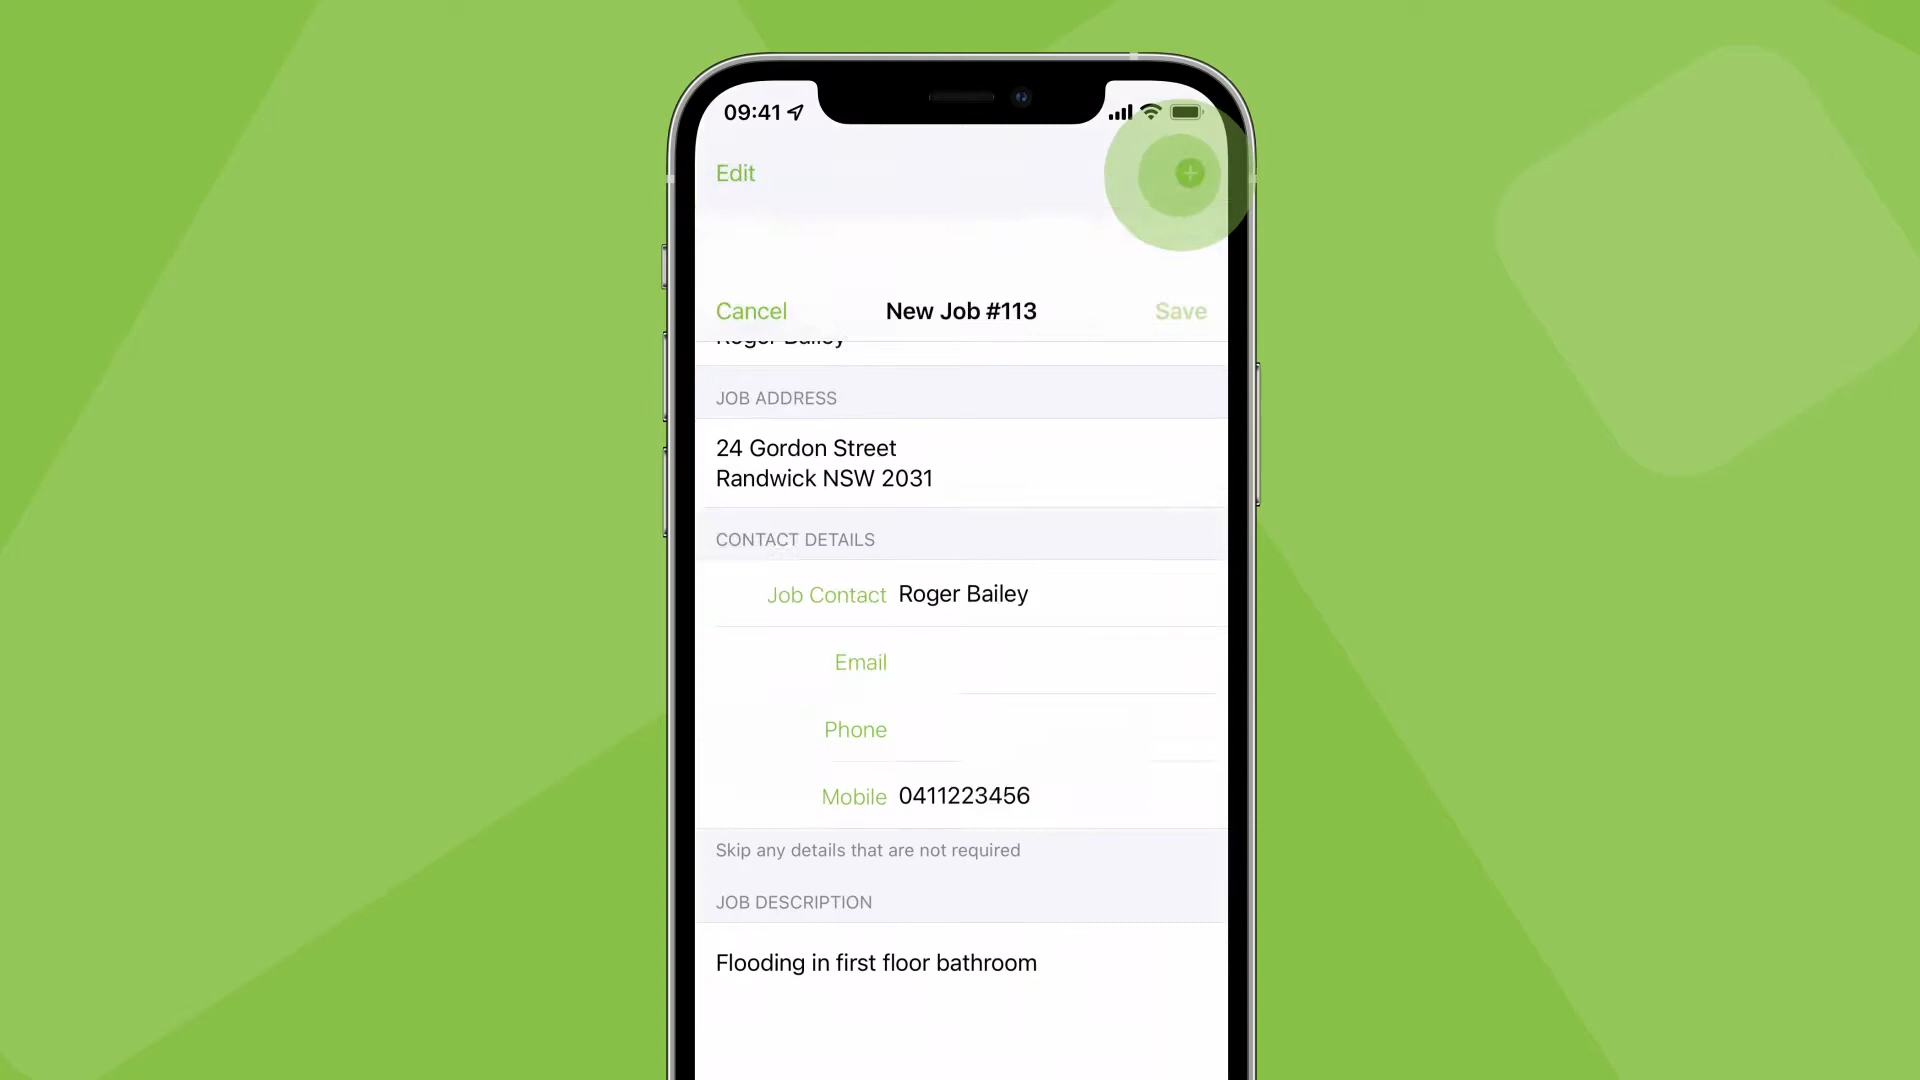 09:41
Edit
Cancel
New Job #113
Save
Roger Bailey
JOB ADDRESS
24 Gordon Street
Randwick NSW 2031
CONTACT DETAILS
Job Contact Roger Bailey
Email
Phone
Mobile 0411223456
Skip any details that are not required
JOB DESCRIPTION
Flooding in first floor bathroom